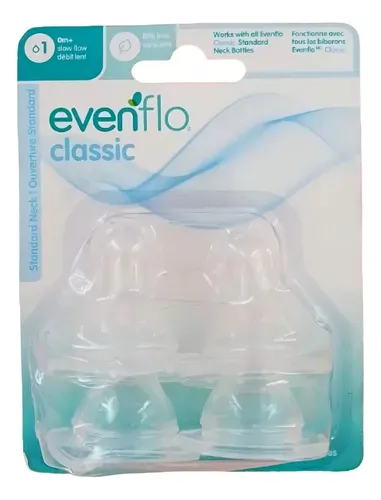 1
0m+
slow flow
débit lent
Works with all Evenflo
Classic Standard
Neck Bottles
Fonctionne avec
tous les biberons
Evenflo Classic
evenflo
classic
Standard Neck | Ouverture Standard